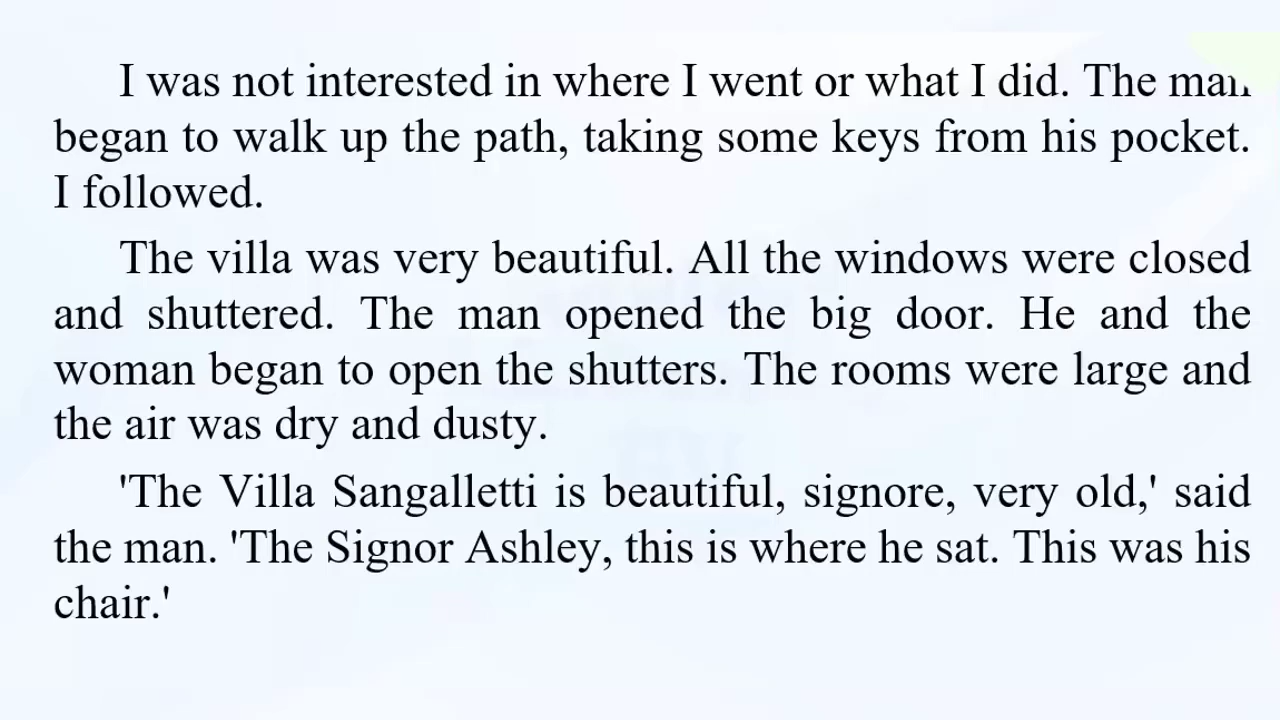 I was not interested in where I went or what I did. The man
began to walk up the path, taking some keys from his pocket.
I followed.
The villa was very beautiful. All the windows were closed
and shuttered. The man opened the big door. He and the
woman began to open the shutters. The rooms were large and
the air was dry and dusty.
'The Villa Sangalletti is beautiful, signore, very old,' said
the man. 'The Signor Ashley, this is where he sat. This was his
chair.'